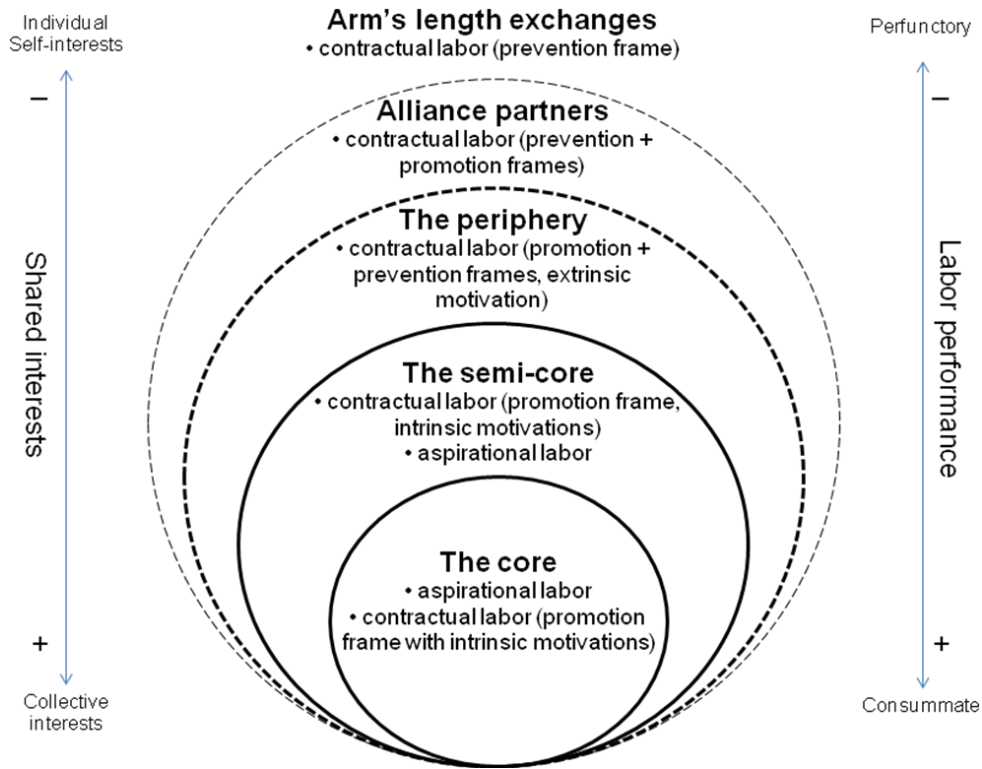 Individual
Self-interests
–
Shared interests
+
Collective
interests
Arm's length exchanges
• contractual labor (prevention frame)
Alliance partners
• contractual labor (prevention +
promotion frames)
The periphery
• contractual labor (promotion +
prevention frames, extrinsic
motivation)
The semi-core
• contractual labor (promotion frame,
intrinsic motivations)
• aspirational labor
The core
• aspirational labor
• contractual labor (promotion
frame with intrinsic motivations)
Perfunctory
–
Labor performance
+
Consummate